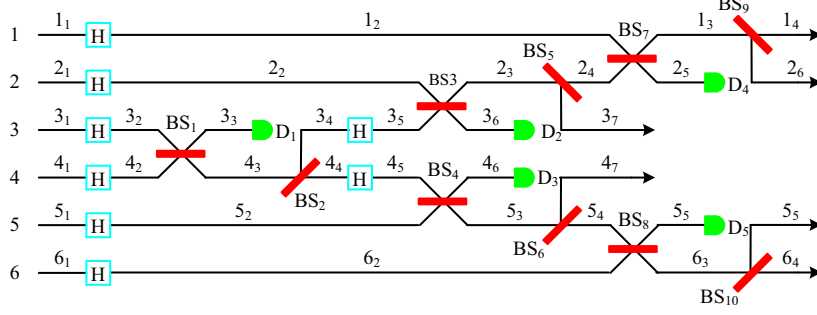 BS₉
1 1₁ H 1₂ BS₇ 1₃ 1₄
2 2₁ H 2₂ BS3 2₃ BS₅ 2₄ 2₅ D₄ 2₆
3 3₁ H 3₂ BS₁ 3₃ D₁ 3₄ H 3₅ 3₆ D₂ 3₇
4 4₁ H 4₂ 4₃ BS₂ 4₄ H 4₅ BS₄ 4₆ D₃ 4₇
5 5₁ H 5₂ 5₃ BS₆ 5₄ BS₈ 5₅ D₅ 5₅
6 6₁ H 6₂ 6₃ BS₁₀ 6₄